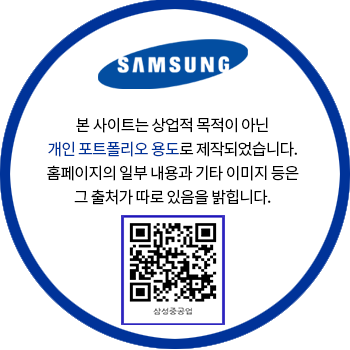 SAMSUNG
본 사이트는 상업적 목적이 아닌
개인 포트폴리오 용도로 제작되었습니다.
홈페이지의 일부 내용과 기타 이미지 등은
그 출처가 따로 있음을 밝힙니다.
삼성중공업